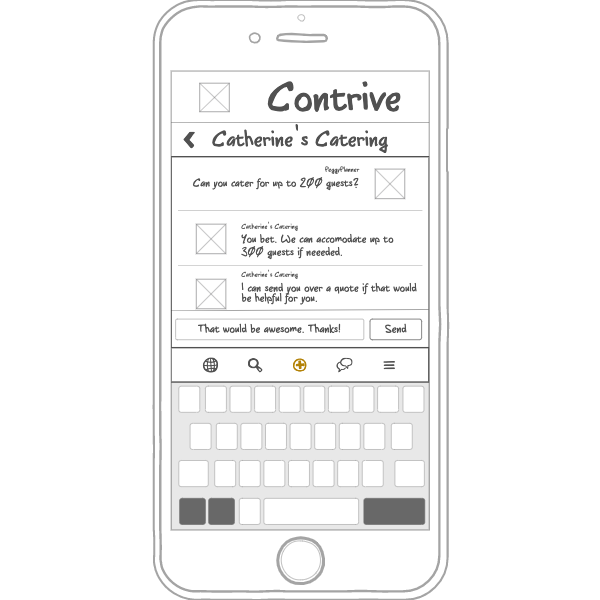 Contrive
Catherine's Catering
PeggyPlanner
Can you cater for up to 200 guests?
Catherine's Catering
You bet. We can accomodate up to
300 guests if neeeded.
Catherine's Catering
I can send you over a quote if that would
be helpful for you.
That would be awesome. Thanks!
Send